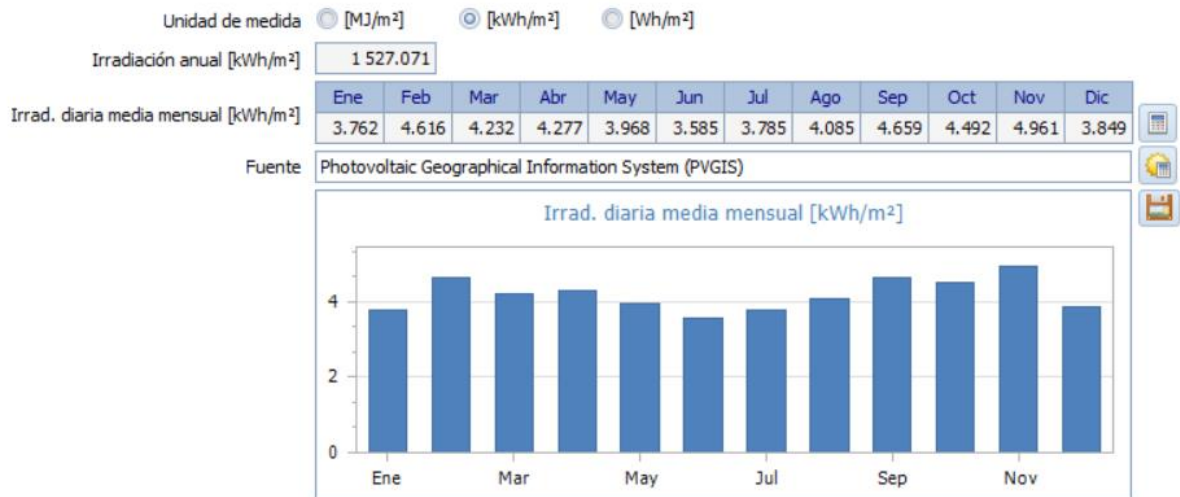 Unidad de medida [MJ/m²] [kWh/m²] [Wh/m²]
Irradiación anual [kWh/m²] 1 527.071
Ene Feb Mar Abr May Jun Jul Ago Sep Oct Nov Dic
Irrad. diaria media mensual [kWh/m²]
3.762 4.616 4.232 4.277 3.968 3.585 3.785 4.085 4.659 4.492 4.961 3.849
Fuente Photovoltaic Geographical Information System (PVGIS)
Irrad. diaria media mensual [kWh/m²]
4
2
0
Ene Mar May Jul Sep Nov